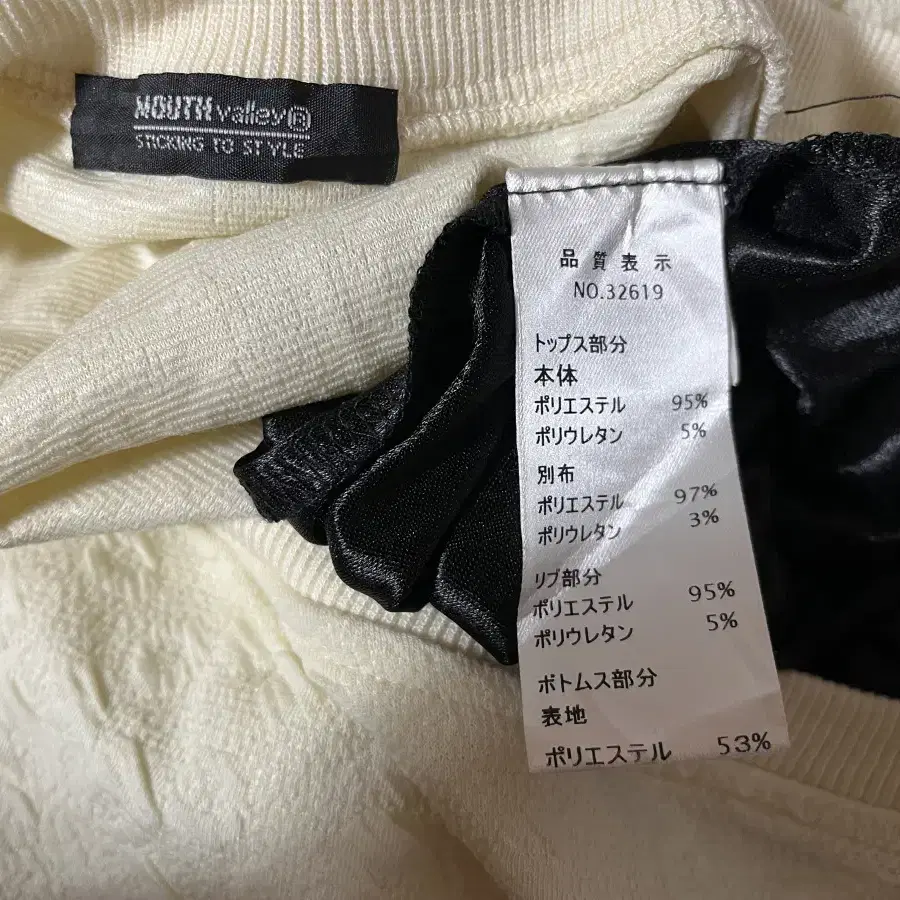 MOUTH valley®
STICKING TO STYLE
品質表示
NO.32619
トップス部分
本体
ポリエステル 95%
ポリウレタン 5%
別布
ポリエステル 97%
ポリウレタン 3%
リブ部分
ポリエステル 95%
ポリウレタン 5%
ボトムス部分
表地
ポリエステル 53%